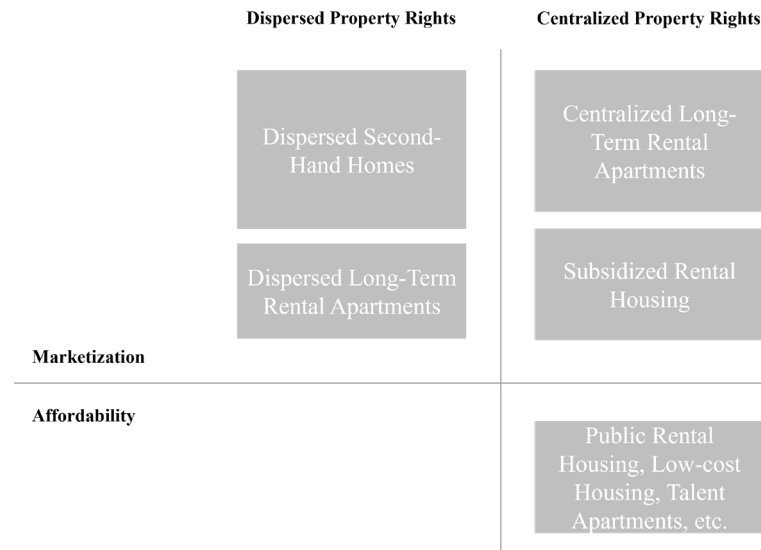 Dispersed Property Rights
Centralized Property Rights
Dispersed Second-
Hand Homes
Centralized Long-
Term Rental
Apartments
Dispersed Long-Term
Rental Apartments
Subsidized Rental
Housing
Marketization
Affordability
Public Rental
Housing, Low-cost
Housing, Talent
Apartments, etc.